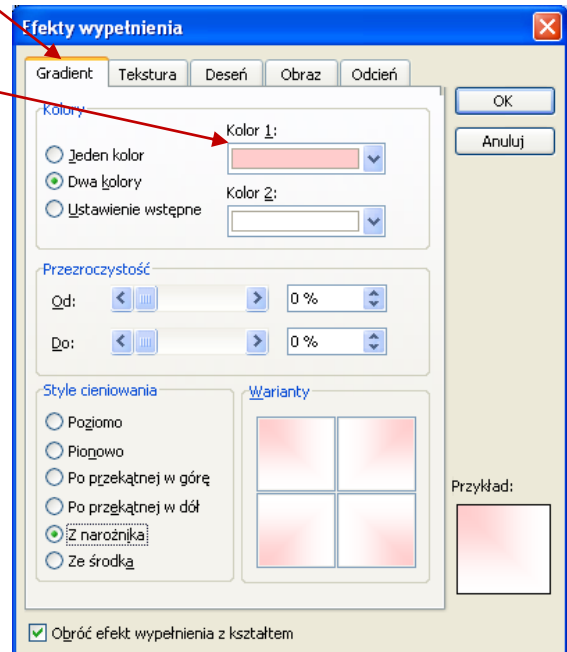 Efekty wypełnienia
Gradient Tekstura Deseń Obraz Odcień
OK
Anuluj
Kolory
Kolor 1:
Jeden kolor
Dwa kolory
Kolor 2:
Ustawienie wstępne
Przezroczystość
Od: 0 %
Do: 0 %
Style cieniowania
Poziomo
Pionowo
Po przekątnej w górę
Po przekątnej w dół
Z narożnika
Ze środka
Warianty
Przykład:
Obróć efekt wypełnienia z kształtem